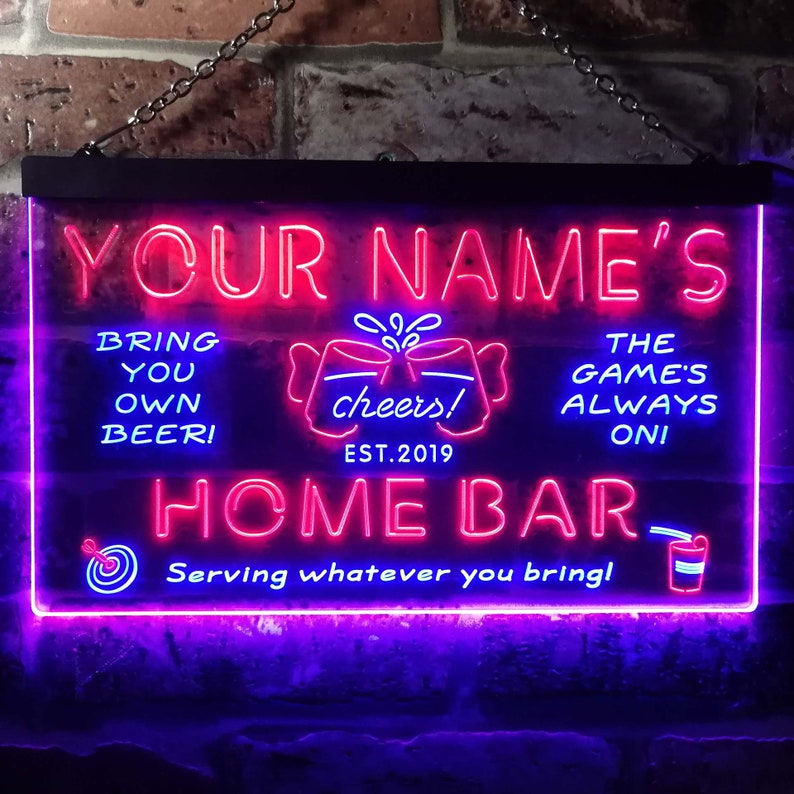 YOUR NAME'S
BRING
YOU
OWN
BEER!
cheers!
EST.2019
THE
GAME'S
ALWAYS
ON!
HOME BAR
Serving whatever you bring!